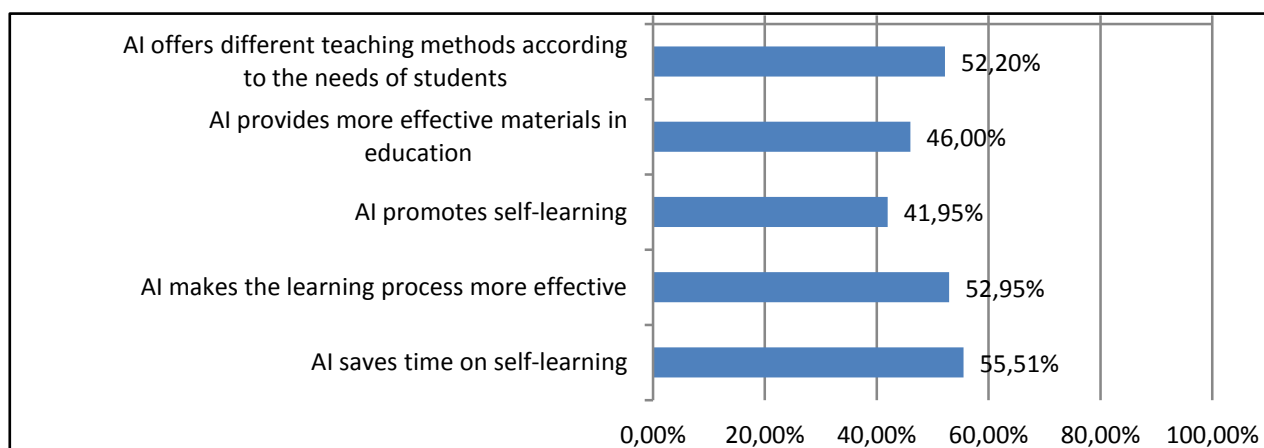 AI offers different teaching methods according
to the needs of students
52,20%
AI provides more effective materials in
education
46,00%
AI promotes self-learning
41,95%
AI makes the learning process more effective
52,95%
AI saves time on self-learning
55,51%
0,00% 20,00% 40,00% 60,00% 80,00% 100,00%